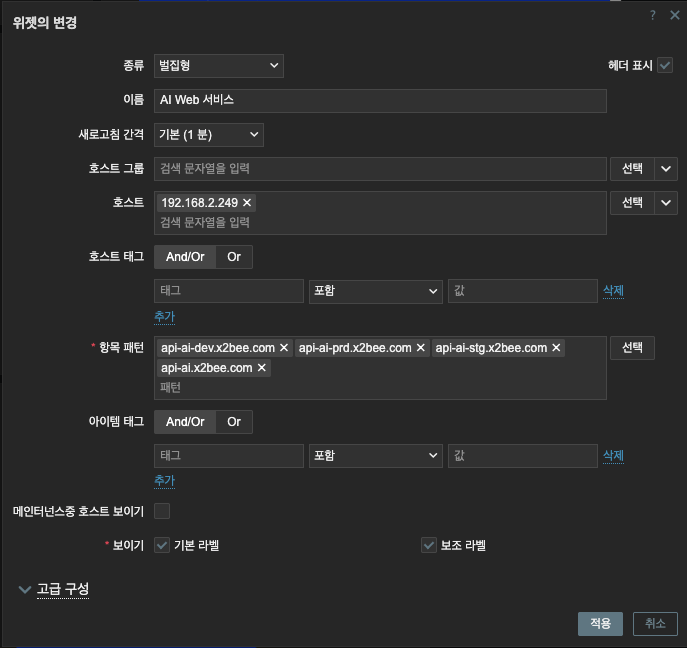 위젯의 변경
?
종류 벌집형 헤더 표시
이름 AI Web 서비스
새로고침 간격 기본 (1 분)
호스트 그룹 검색 문자열을 입력 선택
호스트 192.168.2.249 ✕ 선택
검색 문자열을 입력
호스트 태그 And/Or Or
태그 포함 값 삭제
추가
* 항목 패턴 api-ai-dev.x2bee.com ✕ api-ai-prd.x2bee.com ✕ api-ai-stg.x2bee.com ✕ 선택
api-ai.x2bee.com ✕
패턴
아이템 태그 And/Or Or
태그 포함 값 삭제
추가
메인터넌스중 호스트 보이기
* 보이기 기본 라벨 보조 라벨
고급 구성
적용 취소